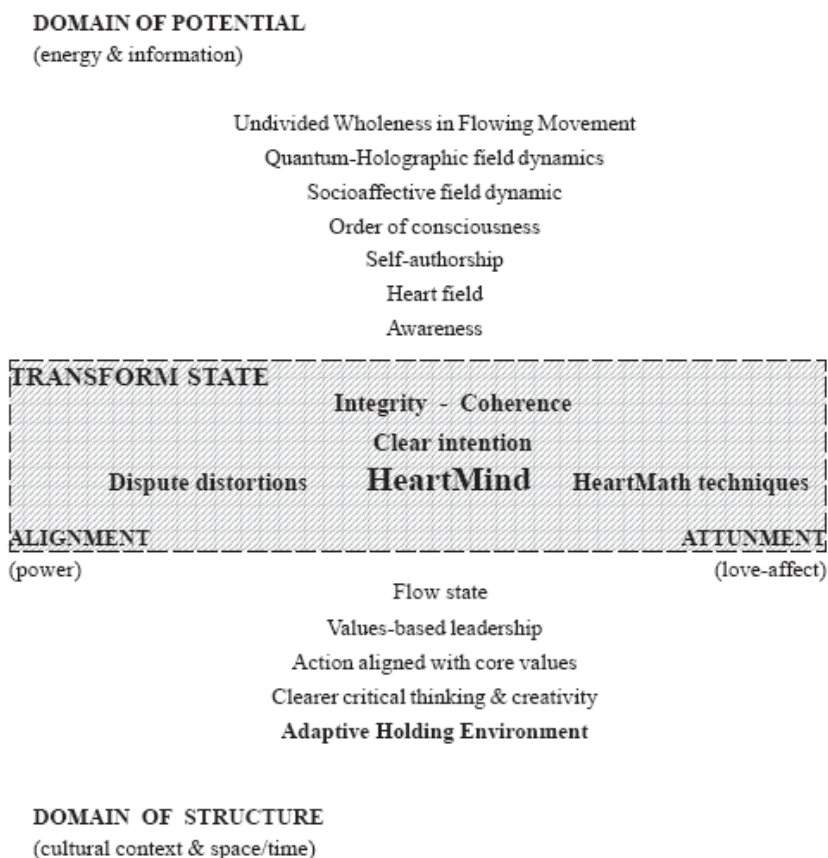 DOMAIN OF POTENTIAL
(energy & information)
Undivided Wholeness in Flowing Movement
Quantum-Holographic field dynamics
Socioaffective field dynamic
Order of consciousness
Self-authorship
Heart field
Awareness
TRANSFORM STATE
Integrity - Coherence
Clear intention
Dispute distortions HeartMind HeartMath techniques
ALIGNMENT ATTUNMENT
(power) (love-affect)
Flow state
Values-based leadership
Action aligned with core values
Clearer critical thinking & creativity
Adaptive Holding Environment
DOMAIN OF STRUCTURE
(cultural context & space/time)